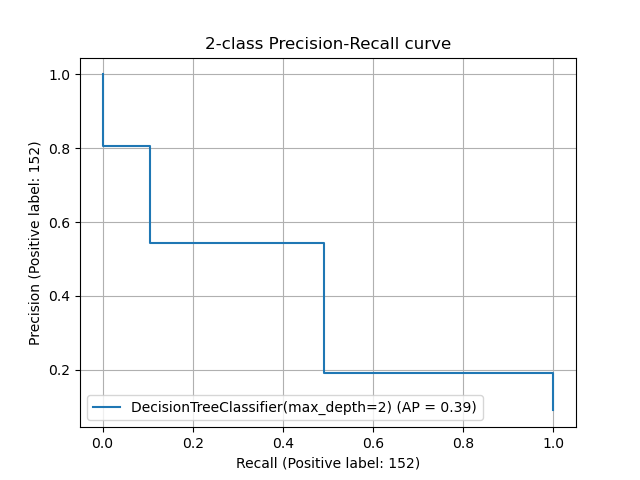 2-class Precision-Recall curve
1.0
0.8
0.6
0.4
0.2
Precision (Positive label: 152)
DecisionTreeClassifier(max_depth=2) (AP = 0.39)
0.0 0.2 0.4 0.6 0.8 1.0
Recall (Positive label: 152)